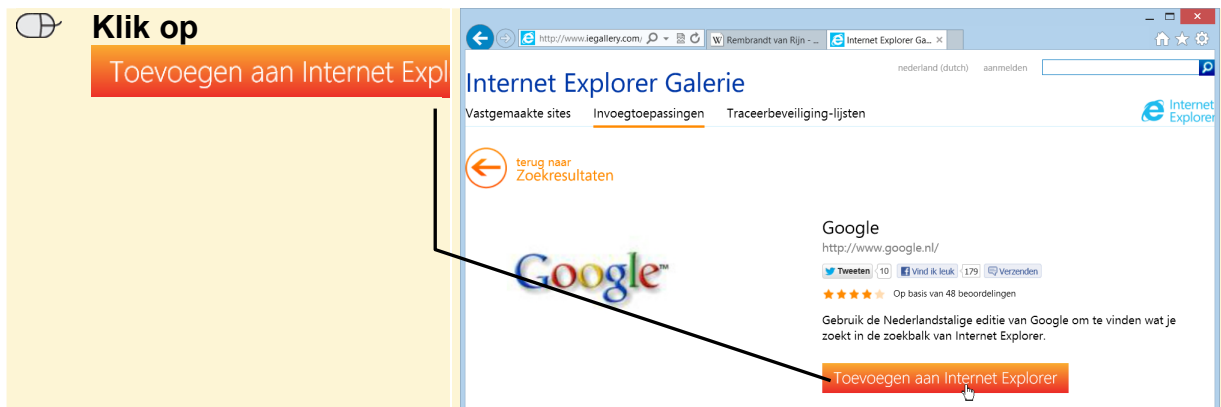 Klik op
Toevoegen aan Internet Expl
http://www.iegallery.com/
Rembrandt van Rijn - ...
Internet Explorer Ga...
nederland (dutch)
aanmelden
Internet Explorer Galerie
Vastgemaakte sites
Invoegtoepassingen
Traceerbeveiliging-lijsten
Internet
Explorer
terug naar
Zoekresultaten
Google™
Google
http://www.google.nl/
Tweeten 10 Vind ik leuk 179 Verzenden
Op basis van 48 beoordelingen
Gebruik de Nederlandstalige editie van Google om te vinden wat je
zoekt in de zoekbalk van Internet Explorer.
Toevoegen aan Internet Explorer